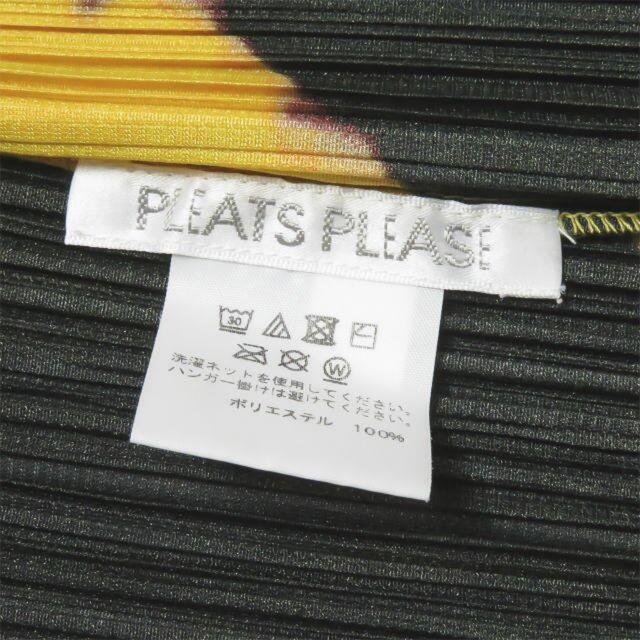 PLEATS PLEASE
30
W
洗濯ネットを使用してください。
ハンガー掛けは避けてください。
ポリエステル 100%